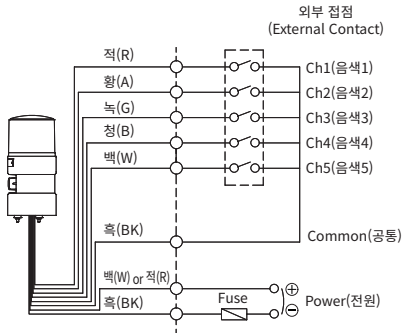 외부 접점
(External Contact)
적(R)
Ch1(음색1)
황(A)
Ch2(음색2)
녹(G)
Ch3(음색3)
청(B)
Ch4(음색4)
백(W)
Ch5(음색5)
흑(BK)
Common(공통)
백(W) or 적(R)
흑(BK)
Fuse
Power(전원)